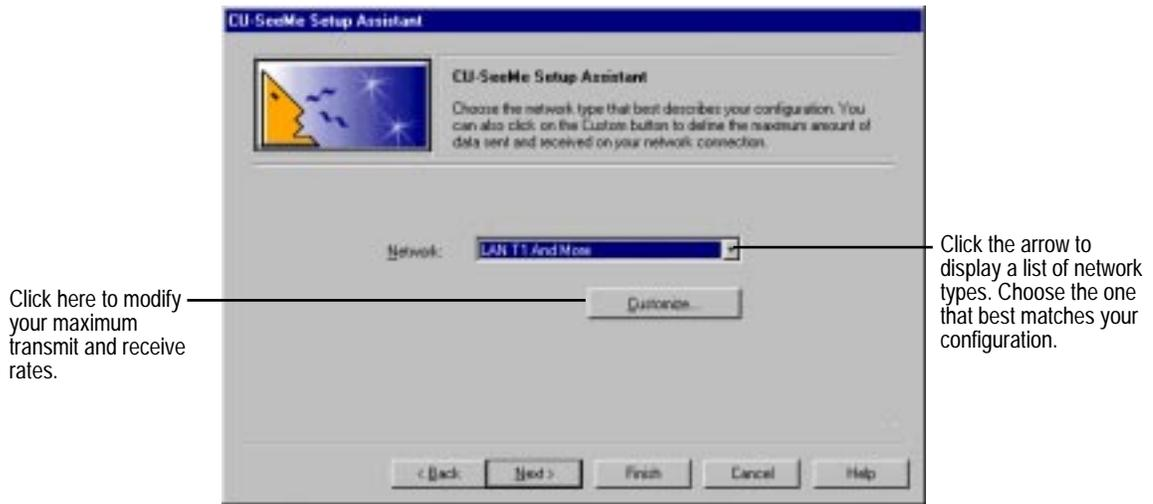 CU-SeeMe Setup Assistant
CU-SeeMe Setup Assistant
Choose the network type that best describes your configuration. You
can also click on the Custom button to define the maximum amount of
data sent and received on your network connection.
Network:
LAN T1 And More
Click the arrow to
display a list of network
types. Choose the one
that best matches your
configuration.
Click here to modify
your maximum
transmit and receive
rates.
Customize...
< Back
Next >
Finish
Cancel
Help